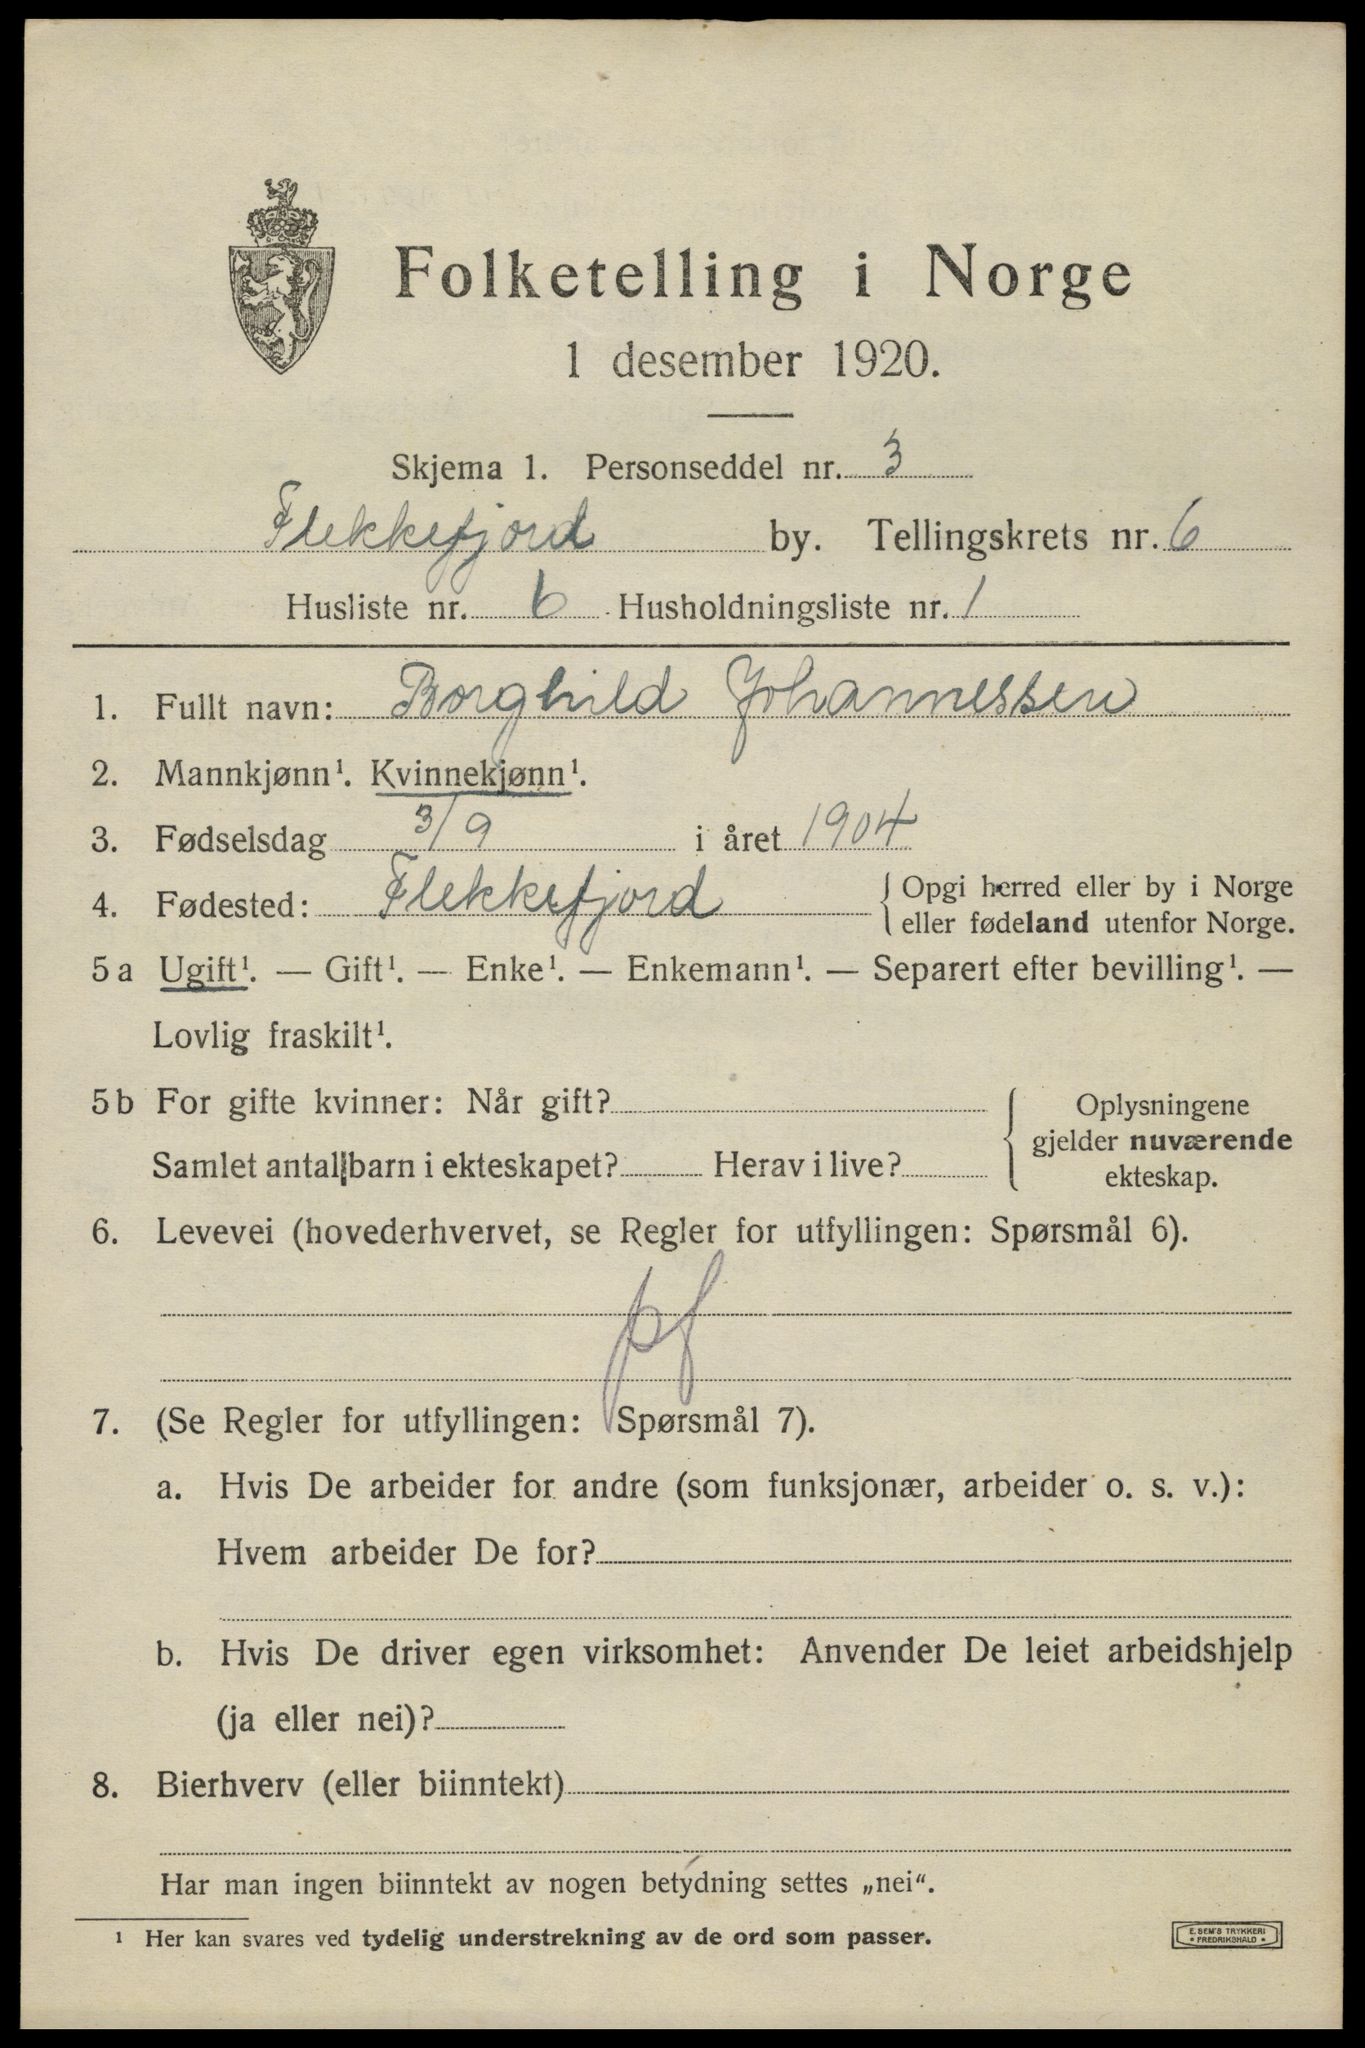 Folketelling i Norge
1 desember 1920.
Skjema 1. Personseddel nr. 3
Flekkefjord by. Tellingskrets nr. 6
Husliste nr. 6 Husholdningsliste nr. 1
1. Fullt navn: Borghild Johannessen
2. Mannkjønn¹. Kvinnekjønn¹.
3. Fødselsdag 3/9 i året 1904
4. Fødested: Flekkefjord { Opgi herred eller by i Norge
eller fødeland utenfor Norge.
5 a Ugift¹. — Gift¹. — Enke¹. — Enkemann¹. — Separert efter bevilling¹. —
Lovlig fraskilt¹.
5 b For gifte kvinner: Når gift? { Oplysningene
gjelder nuværende
ekteskap.
Samlet antall barn i ekteskapet? Herav i live?
6. Levevei (hovederhvervet, se Regler for utfyllingen: Spørsmål 6).
pf
7. (Se Regler for utfyllingen: Spørsmål 7).
a. Hvis De arbeider for andre (som funksjonær, arbeider o. s. v.):
Hvem arbeider De for?
b. Hvis De driver egen virksomhet: Anvender De leiet arbeidshjelp
(ja eller nei)?
8. Bierhverv (eller biinntekt)
Har man ingen biinntekt av nogen betydning settes „nei“.
¹ Her kan svares ved tydelig understrekning av de ord som passer.
E. SEM'S TRYKKERI
* FREDRIKSHALD *